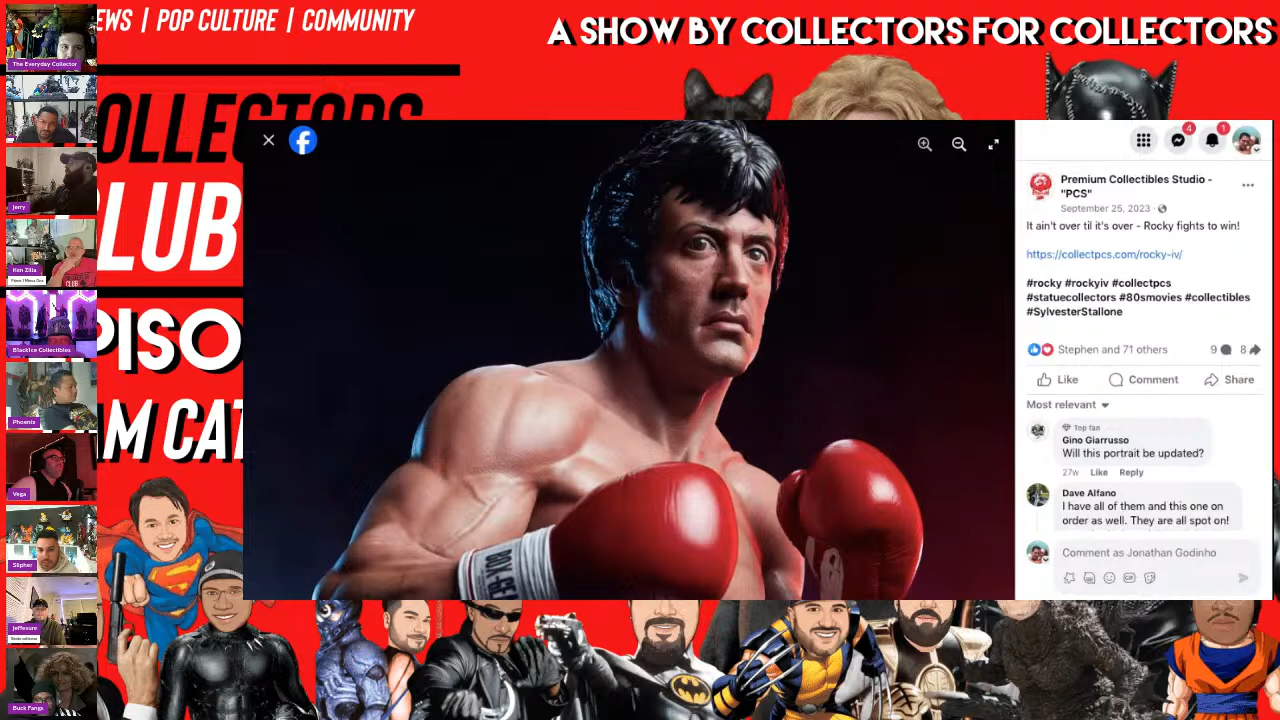 EWS | POP CULTURE | COMMUNITY
A SHOW BY COLLECTORS FOR COLLECTORS
The Everyday Collector
Jerry
Ken Zilla
BlackIce Collectibles
Phoenix
Vega
Slipher
Jeffesure
Buck Fangs
OLLECTORS
LUB
PISO
M CAT
Premium Collectibles Studio -
"PCS"
September 25, 2023
It ain't over til it's over - Rocky fights to win!
https://collectpcs.com/rocky-iv/
#rocky #rockyiv #collectpcs
#statuecollectors #80smovies #collectibles
#SylvesterStallone
Stephen and 71 others 9 8
Like Comment Share
Most relevant
Top fan
Gino Giarrusso
Will this portrait be updated?
27w Like Reply
Dave Alfano
I have all of them and this one on
order as well. They are all spot on!
Comment as Jonathan Godinho
4
1
CLUB